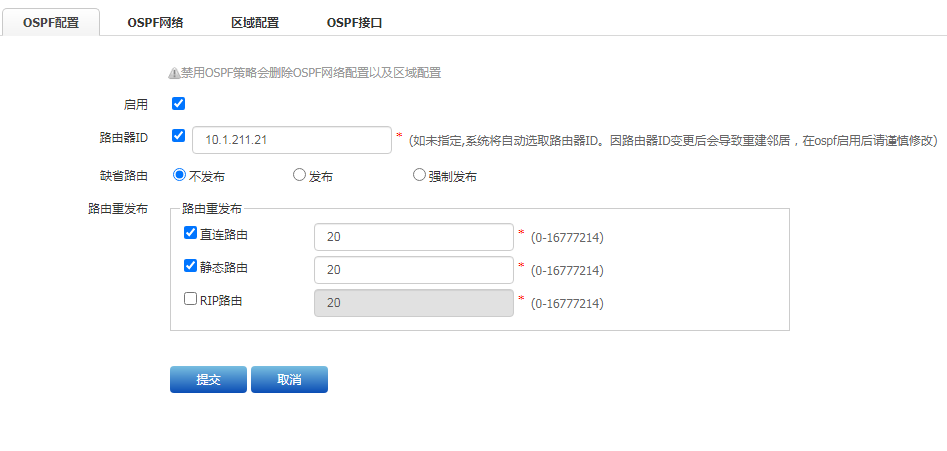 OSPF配置 OSPF网络 区域配置 OSPF接口
禁用OSPF策略会删除OSPF网络配置以及区域配置
启用
路由器ID 10.1.211.21 * (如未指定,系统将自动选取路由器ID。因路由器ID变更后会导致重建邻居，在ospf启用后请谨慎修改)
缺省路由 不发布 发布 强制发布
路由重发布 路由重发布
直连路由 20 * (0-16777214)
静态路由 20 * (0-16777214)
RIP路由 20 * (0-16777214)
提交 取消